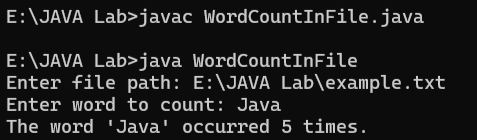 E:\JAVA Lab>javac WordCountInFile.java
E:\JAVA Lab>java WordCountInFile
Enter file path: E:\JAVA Lab\example.txt
Enter word to count: Java
The word 'Java' occurred 5 times.